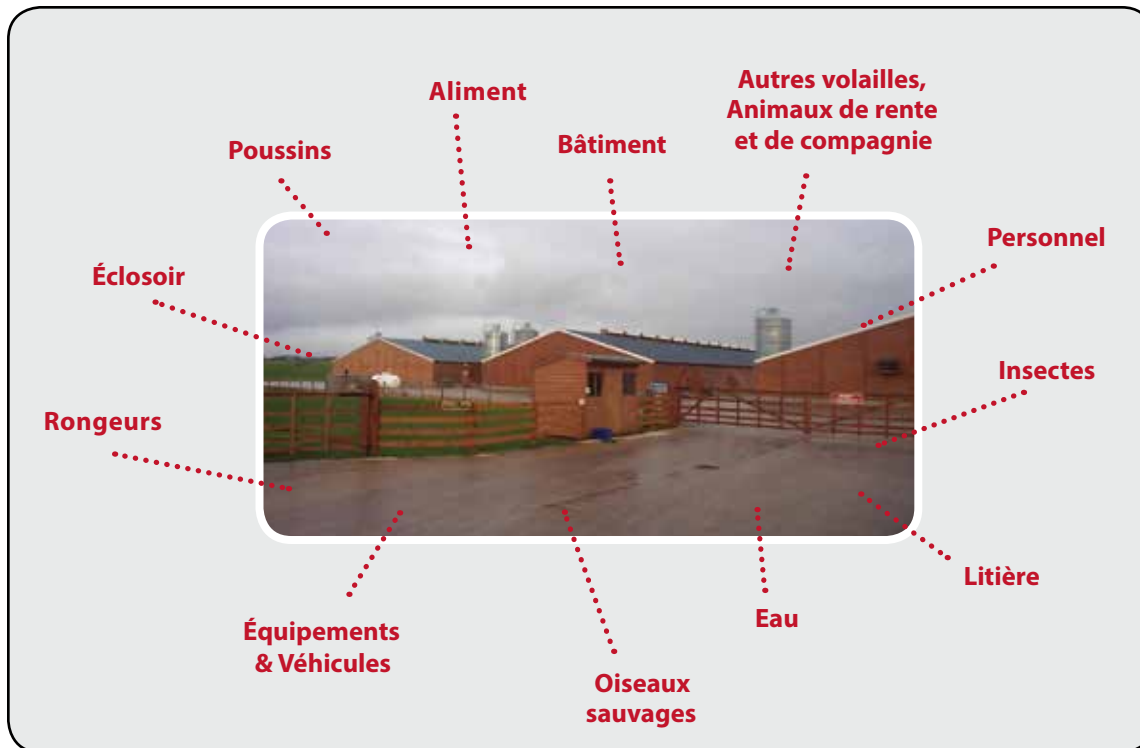 Aliment
Autres volailles,
Animaux de rente
et de compagnie
Bâtiment
Poussins
Personnel
Éclosoir
Insectes
Rongeurs
Litière
Eau
Équipements
& Véhicules
Oiseaux
sauvages